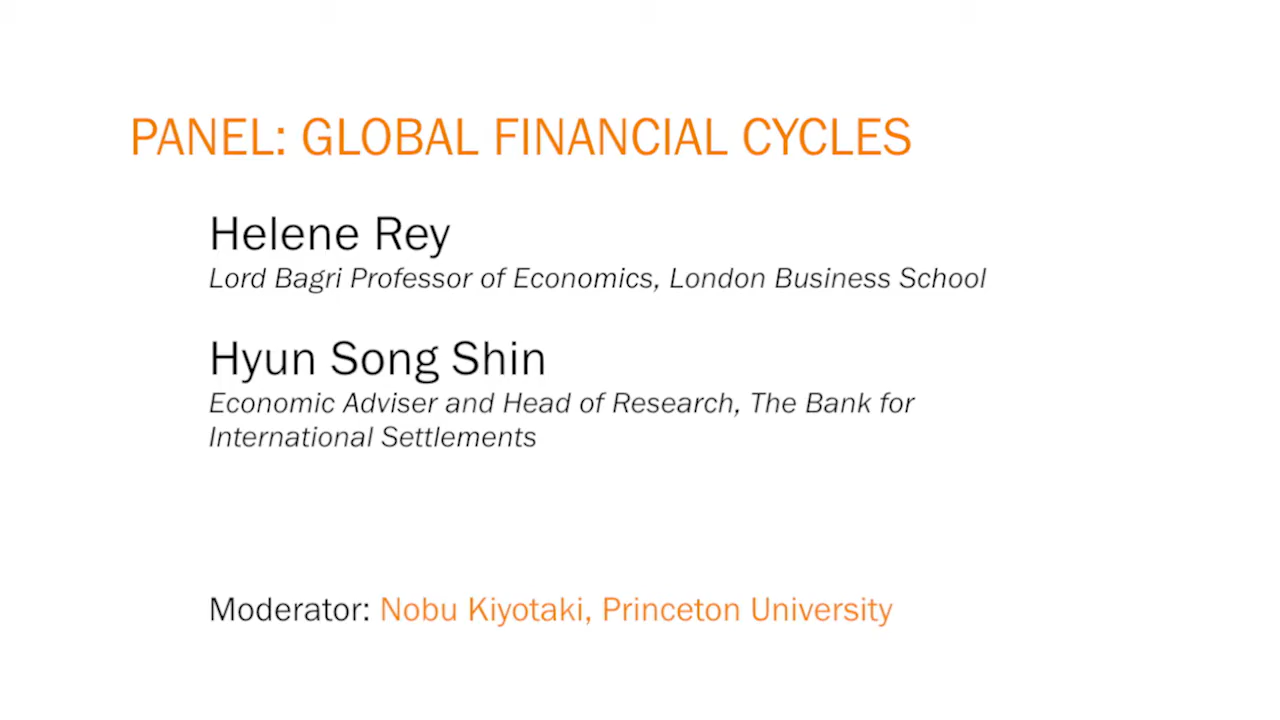 PANEL: GLOBAL FINANCIAL CYCLES
Helene Rey
Lord Bagri Professor of Economics, London Business School
Hyun Song Shin
Economic Adviser and Head of Research, The Bank for
International Settlements
Moderator: Nobu Kiyotaki, Princeton University